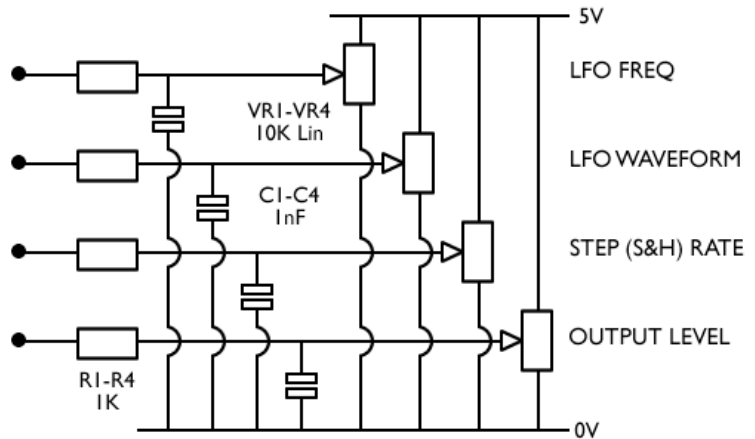 5V
LFO FREQ
VR1-VR4
10K Lin
LFO WAVEFORM
C1-C4
1nF
STEP (S&H) RATE
OUTPUT LEVEL
R1-R4
1K
0V